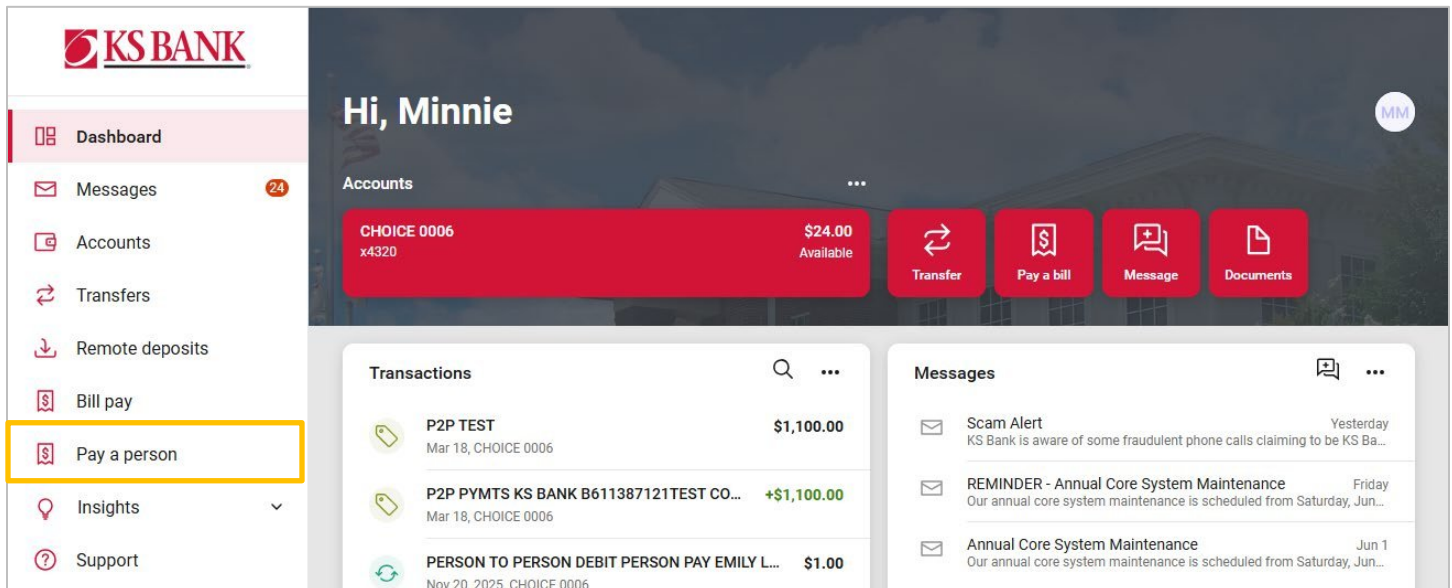 KS BANK
Dashboard
Messages 24
Accounts
Transfers
Remote deposits
Bill pay
Pay a person
Insights
Support
Hi, Minnie
MM
Accounts
CHOICE 0006 $24.00
x4320 Available
Transfer Pay a bill Message Documents
Transactions
P2P TEST $1,100.00
Mar 18, CHOICE 0006
P2P PYMTS KS BANK B611387121TEST CO... +$1,100.00
Mar 18, CHOICE 0006
PERSON TO PERSON DEBIT PERSON PAY EMILY L... $1.00
Nov 20, 2025, CHOICE 0006
Messages
Scam Alert Yesterday
KS Bank is aware of some fraudulent phone calls claiming to be KS Ba...
REMINDER - Annual Core System Maintenance Friday
Our annual core system maintenance is scheduled from Saturday, Jun...
Annual Core System Maintenance Jun 1
Our annual core system maintenance is scheduled from Saturday, Jun...